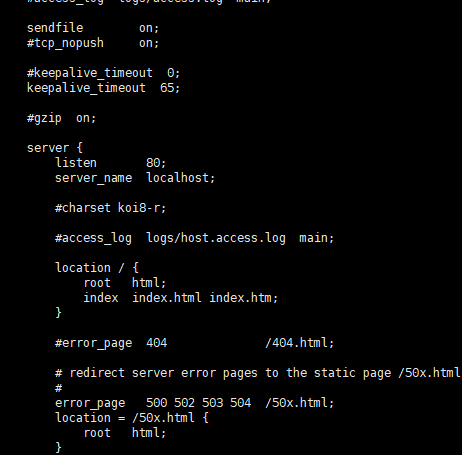 #access_log  logs/access.log  main;
sendfile        on;
#tcp_nopush     on;
#keepalive_timeout  0;
keepalive_timeout  65;
#gzip  on;
server {
listen       80;
server_name  localhost;
#charset koi8-r;
#access_log  logs/host.access.log  main;
location / {
root   html;
index  index.html index.htm;
}
#error_page  404              /404.html;
# redirect server error pages to the static page /50x.html
#
error_page   500 502 503 504  /50x.html;
location = /50x.html {
root   html;
}